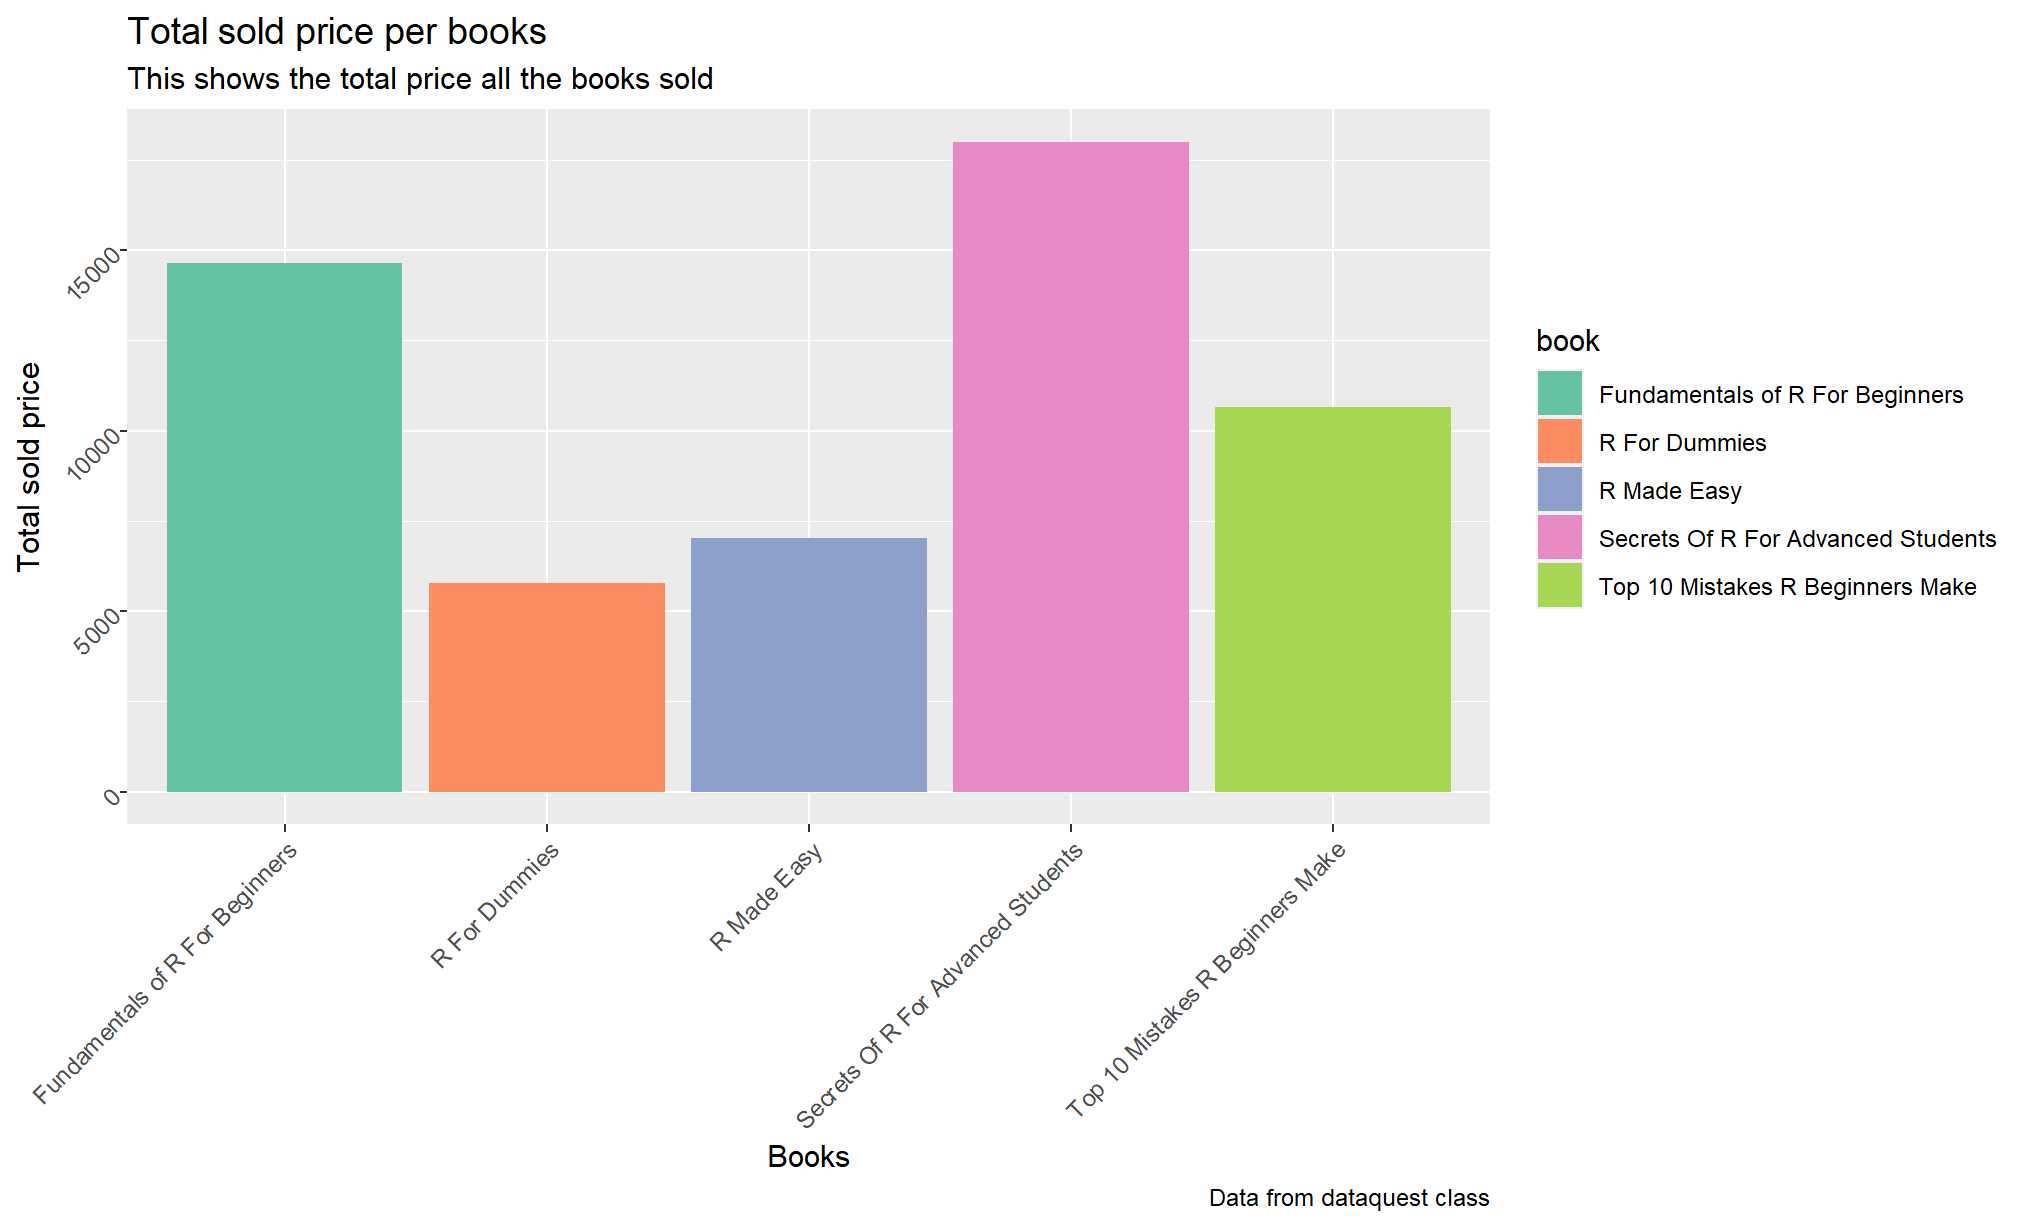 Total sold price per books
This shows the total price all the books sold
Total sold price
15000
10000
5000
0
Fundamentals of R For Beginners
R For Dummies
R Made Easy
Secrets Of R For Advanced Students
Top 10 Mistakes R Beginners Make
Books
book
Fundamentals of R For Beginners
R For Dummies
R Made Easy
Secrets Of R For Advanced Students
Top 10 Mistakes R Beginners Make
Data from dataquest class